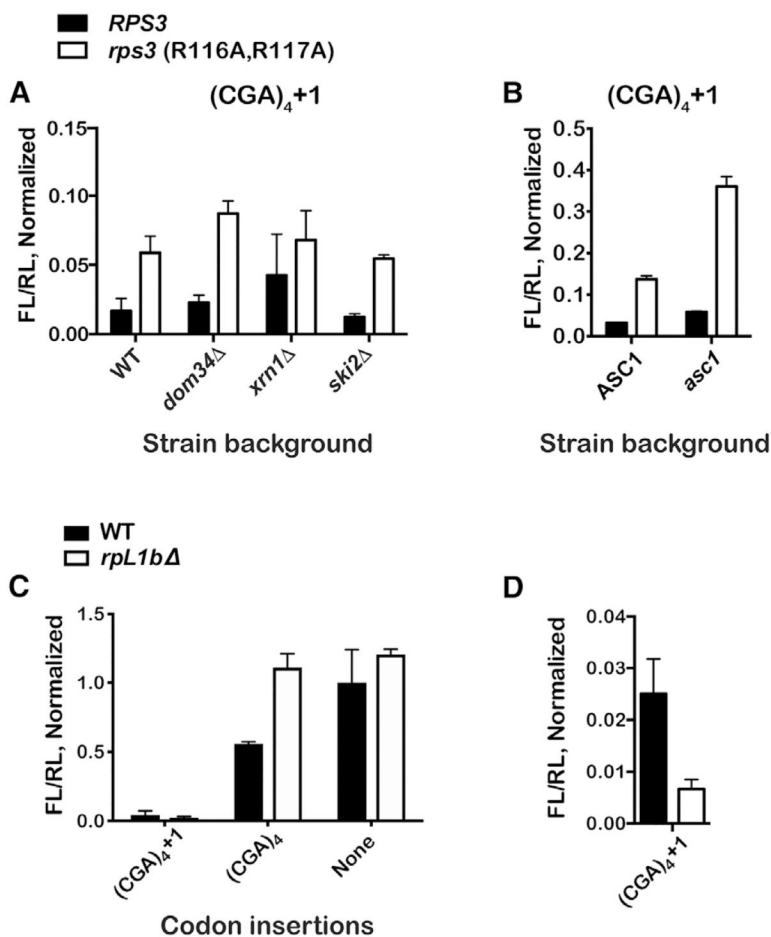 RPS3
rps3 (R116A,R117A)
A
(CGA)4+1
FL/RL, Normalized
0.15
0.10
0.05
0.00
WT
dom34Δ
xrn1Δ
ski2Δ
Strain background
B
(CGA)4+1
FL/RL, Normalized
0.5
0.4
0.3
0.2
0.1
0.0
ASC1
asc1
Strain background
WT
rpL1bΔ
C
FL/RL, Normalized
1.5
1.0
0.5
0.0
(CGA)4+1
(CGA)4
None
Codon insertions
D
FL/RL, Normalized
0.04
0.03
0.02
0.01
0.00
(CGA)4+1